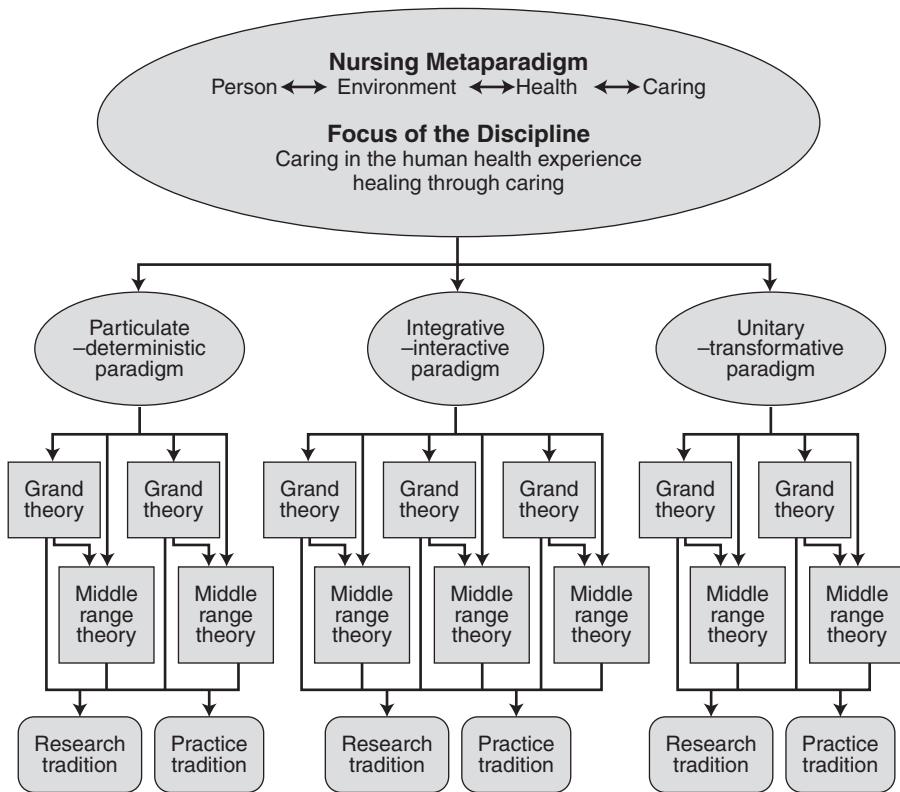 Nursing Metaparadigm
Person Environment Health Caring
Focus of the Discipline
Caring in the human health experience
healing through caring
Particulate
–deterministic
paradigm
Integrative
–interactive
paradigm
Unitary
–transformative
paradigm
Grand
theory
Grand
theory
Grand
theory
Grand
theory
Grand
theory
Grand
theory
Grand
theory
Middle
range
theory
Middle
range
theory
Middle
range
theory
Middle
range
theory
Middle
range
theory
Middle
range
theory
Middle
range
theory
Research
tradition
Practice
tradition
Research
tradition
Practice
tradition
Research
tradition
Practice
tradition